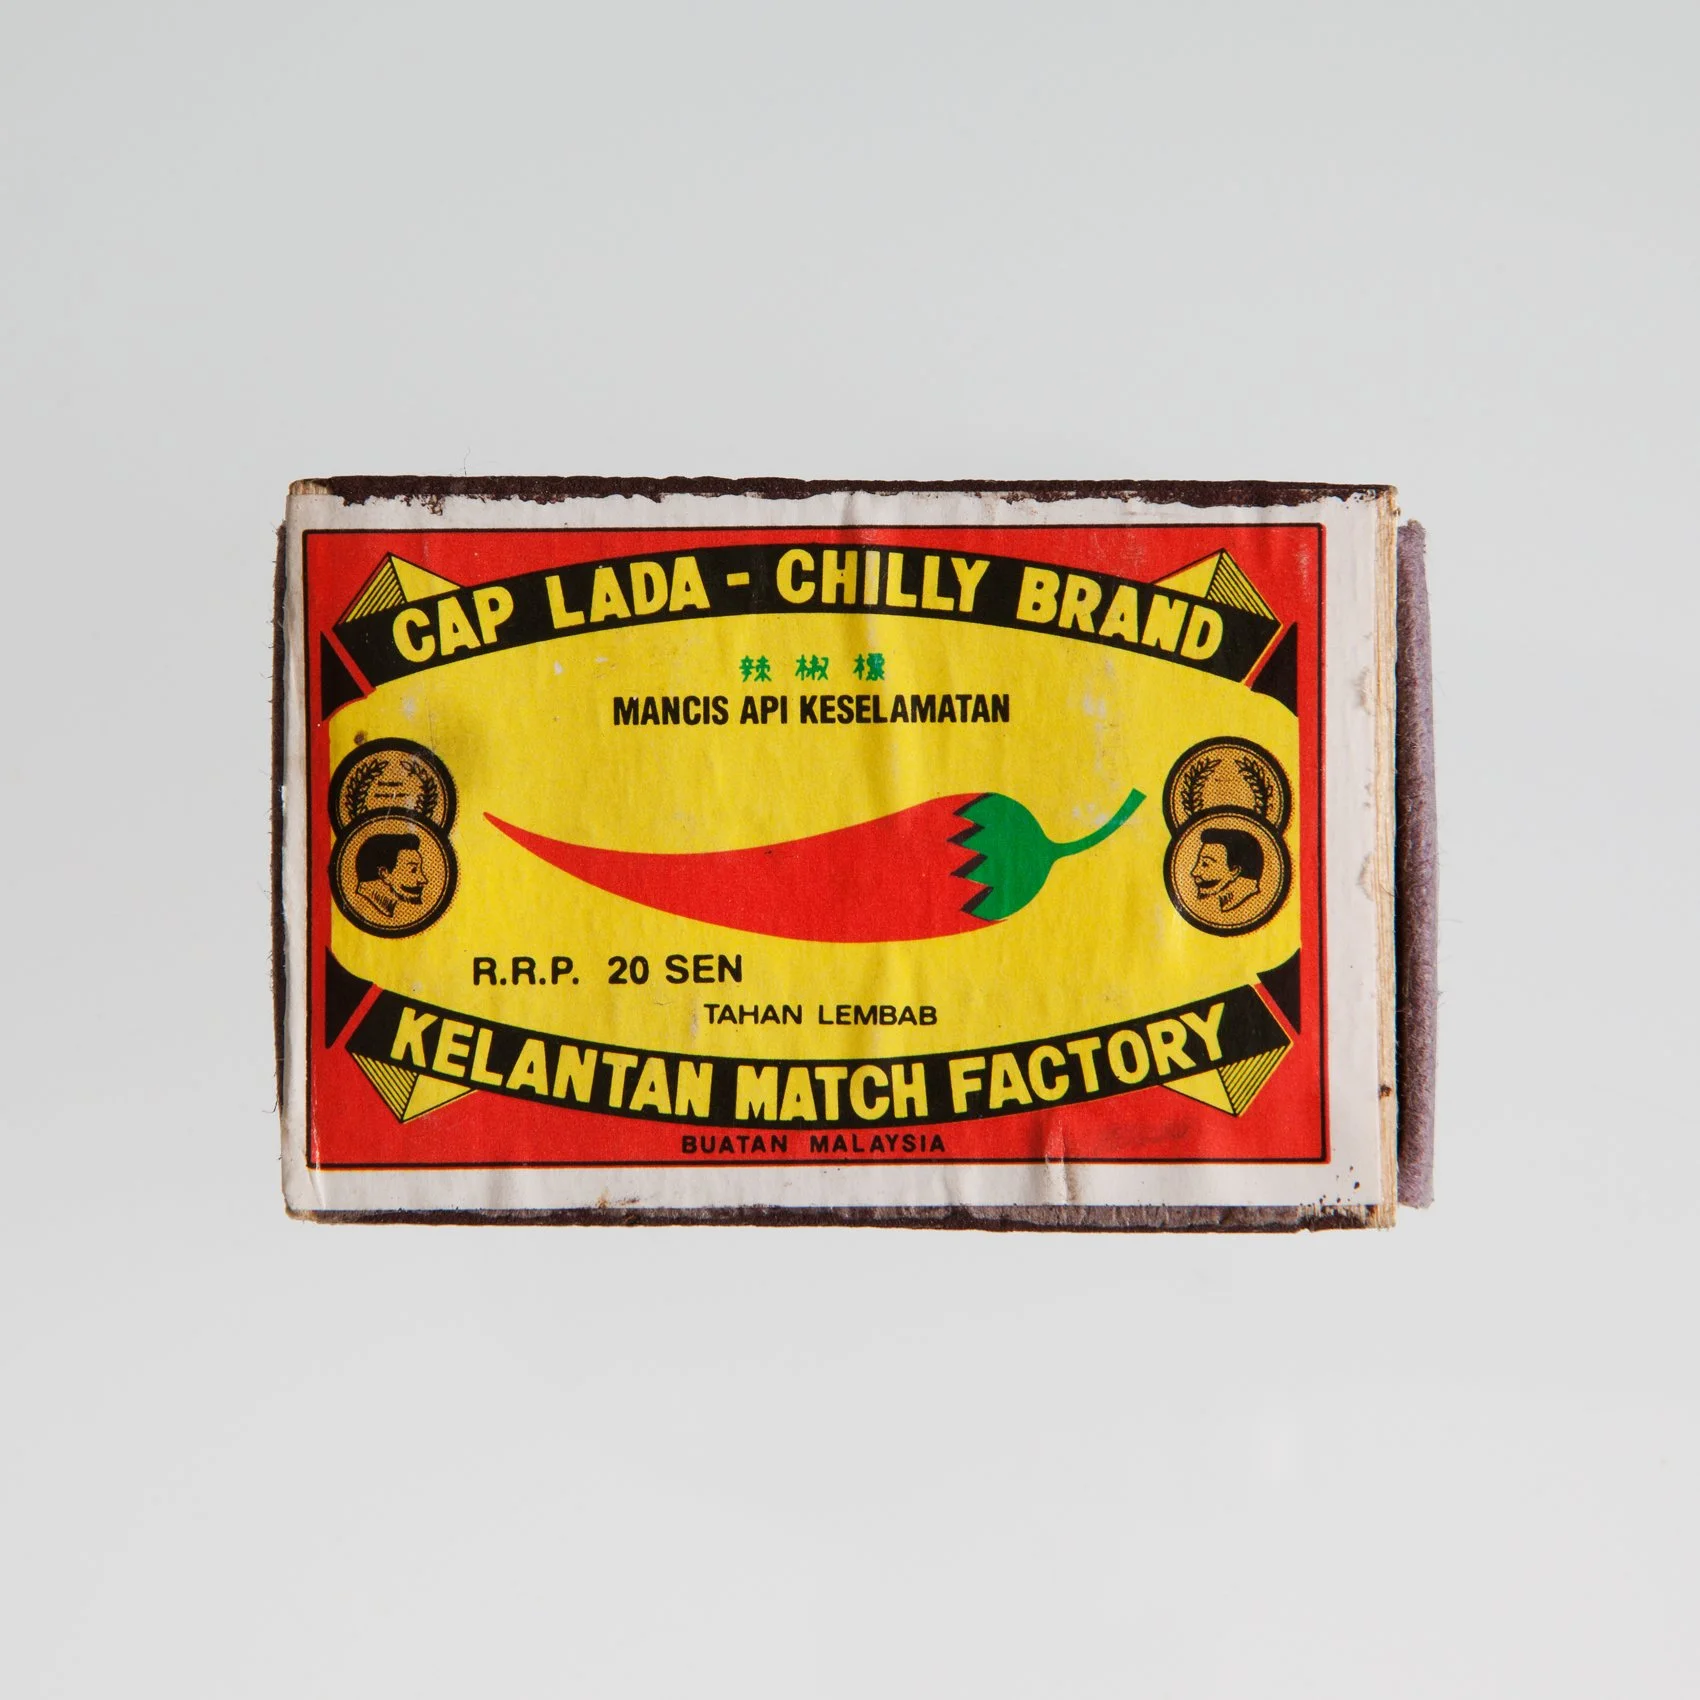 CAP LADA - CHILLY BRAND
辣椒標
MANCIS API KESELAMATAN
R.R.P. 20 SEN
TAHAN LEMBAB
KELANTAN MATCH FACTORY
BUATAN MALAYSIA